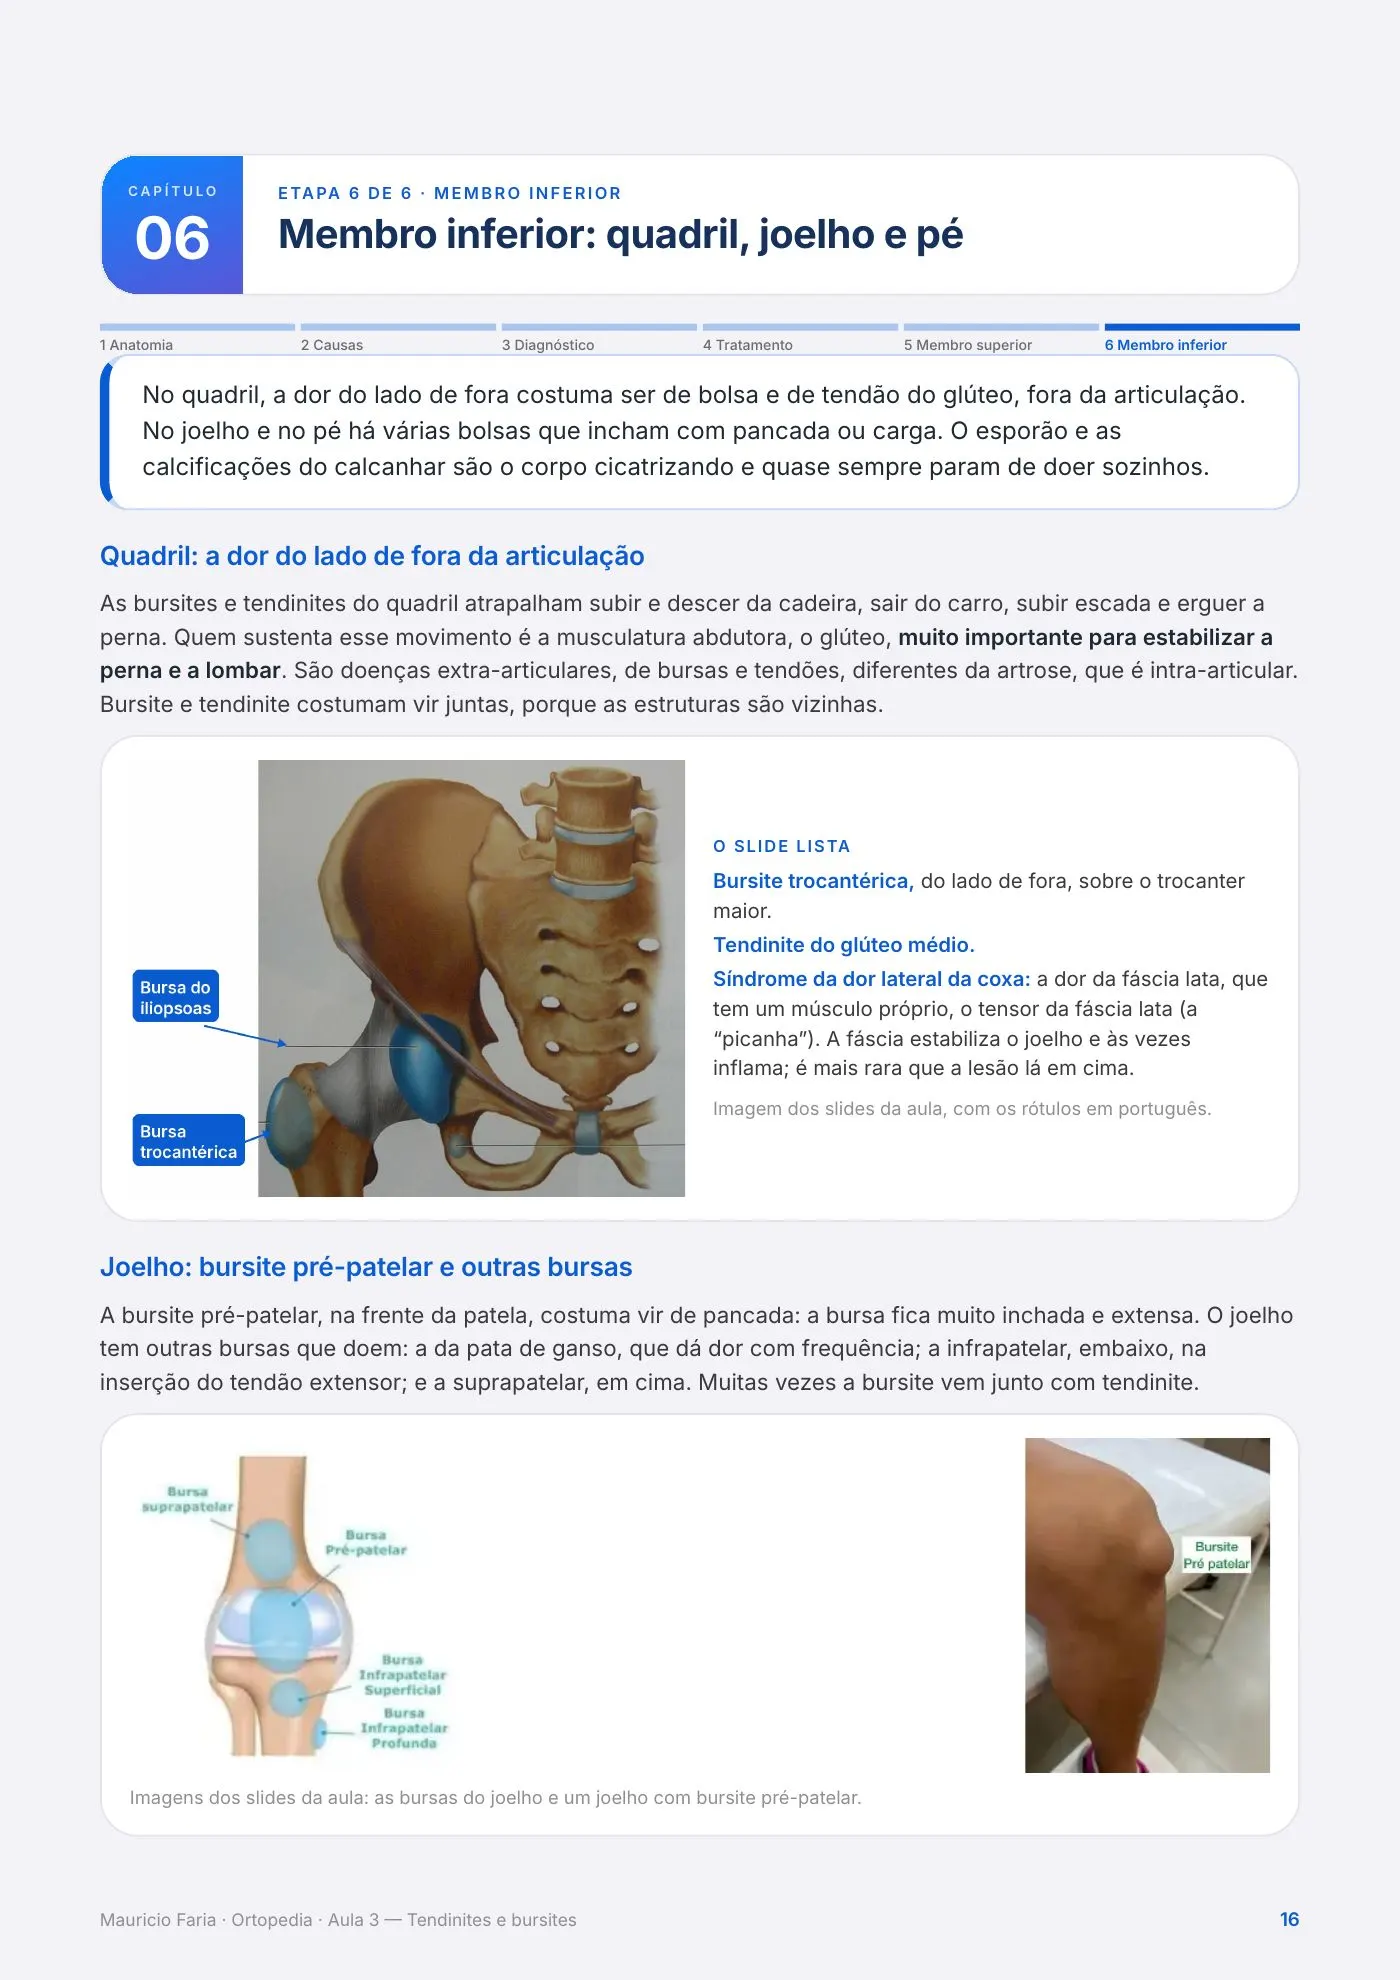 CAPÍTULO
06
ETAPA 6 DE 6 · MEMBRO INFERIOR
Membro inferior: quadril, joelho e pé
1 Anatomia
2 Causas
3 Diagnóstico
4 Tratamento
5 Membro superior
6 Membro inferior
No quadril, a dor do lado de fora costuma ser de bolsa e de tendão do glúteo, fora da articulação.
No joelho e no pé há várias bolsas que incham com pancada ou carga. O esporão e as
calcificações do calcanhar são o corpo cicatrizando e quase sempre param de doer sozinhos.
Quadril: a dor do lado de fora da articulação
As bursites e tendinites do quadril atrapalham subir e descer da cadeira, sair do carro, subir escada e erguer a
perna. Quem sustenta esse movimento é a musculatura abdutora, o glúteo, muito importante para estabilizar a
perna e a lombar. São doenças extra-articulares, de bursas e tendões, diferentes da artrose, que é intra-articular.
Bursite e tendinite costumam vir juntas, porque as estruturas são vizinhas.
Bursa do
iliopsoas
Bursa
trocantérica
O SLIDE LISTA
Bursite trocantérica, do lado de fora, sobre o trocanter
maior.
Tendinite do glúteo médio.
Síndrome da dor lateral da coxa: a dor da fáscia lata, que
tem um músculo próprio, o tensor da fáscia lata (a
“picanha”). A fáscia estabiliza o joelho e às vezes
inflama; é mais rara que a lesão lá em cima.
Imagem dos slides da aula, com os rótulos em português.
Joelho: bursite pré-patelar e outras bursas
A bursite pré-patelar, na frente da patela, costuma vir de pancada: a bursa fica muito inchada e extensa. O joelho
tem outras bursas que doem: a da pata de ganso, que dá dor com frequência; a infrapatelar, embaixo, na
inserção do tendão extensor; e a suprapatelar, em cima. Muitas vezes a bursite vem junto com tendinite.
Bursa
suprapatelar
Bursa
Pré-patelar
Bursa
Infrapatelar
Superficial
Bursa
Infrapatelar
Profunda
Bursite
Pré patelar
Imagens dos slides da aula: as bursas do joelho e um joelho com bursite pré-patelar.
Mauricio Faria · Ortopedia · Aula 3 — Tendinites e bursites
16